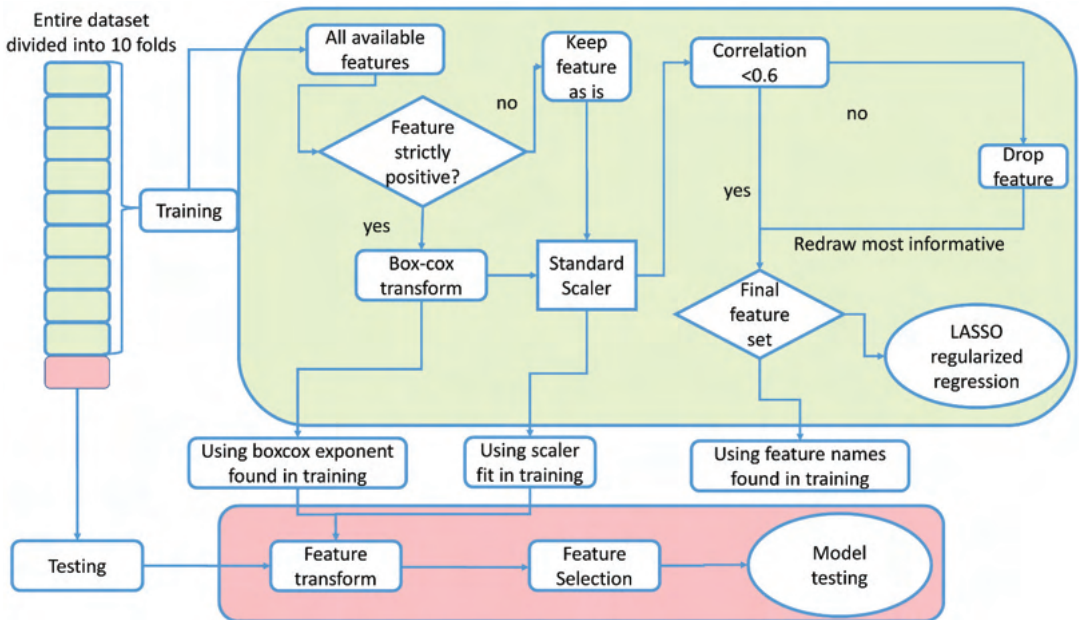 Entire dataset
divided into 10 folds
Training
All available
features
Feature
strictly
positive?
no
Keep
feature
as is
yes
Box-cox
transform
Standard
Scaler
Correlation
<0.6
no
Drop
feature
yes
Redraw most informative
Final
feature
set
LASSO
regularized
regression
Using boxcox exponent
found in training
Using scaler
fit in training
Using feature names
found in training
Testing
Feature
transform
Feature
Selection
Model
testing